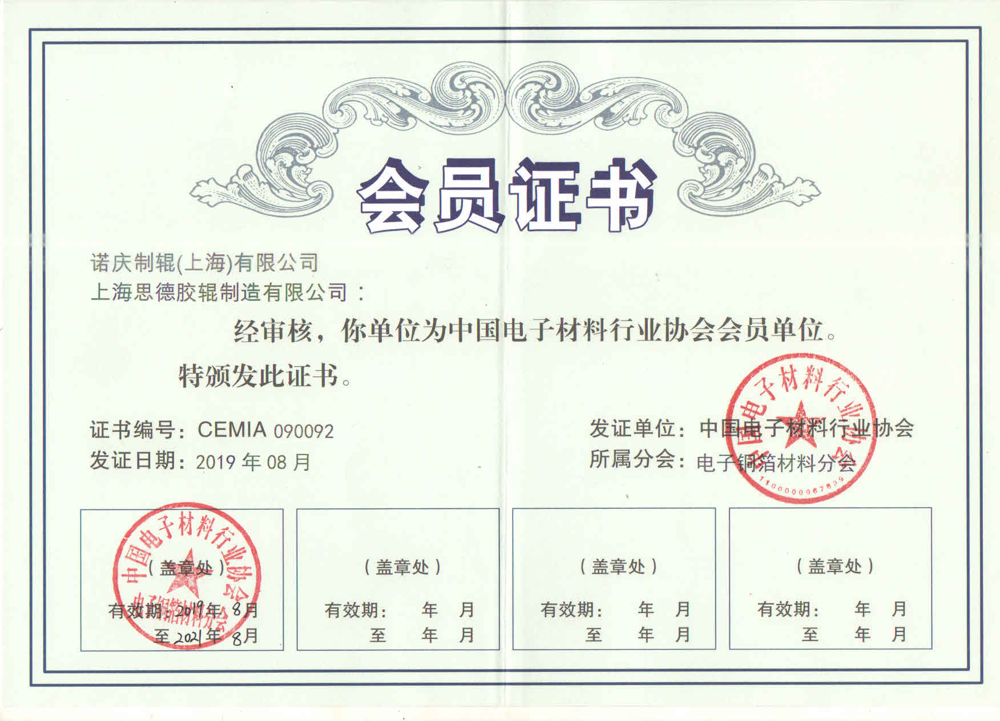 会员证书
诺庆制辊(上海)有限公司
上海思德胶辊制造有限公司：
经审核，你单位为中国电子材料行业协会会员单位。
特颁发此证书。
证书编号：CEMIA 090092
发证日期：2019 年 08 月
发证单位：中国电子材料行业协会
所属分会：电子铜箔材料分会
中国电子材料行业协会
1100000067839
中国电子材料行业协会
电子铜箔材料分会
（盖章处）
有效期：2019年 8月
至 2021年 8月
（盖章处）
有效期： 年 月
至 年 月
（盖章处）
有效期： 年 月
至 年 月
（盖章处）
有效期： 年 月
至 年 月